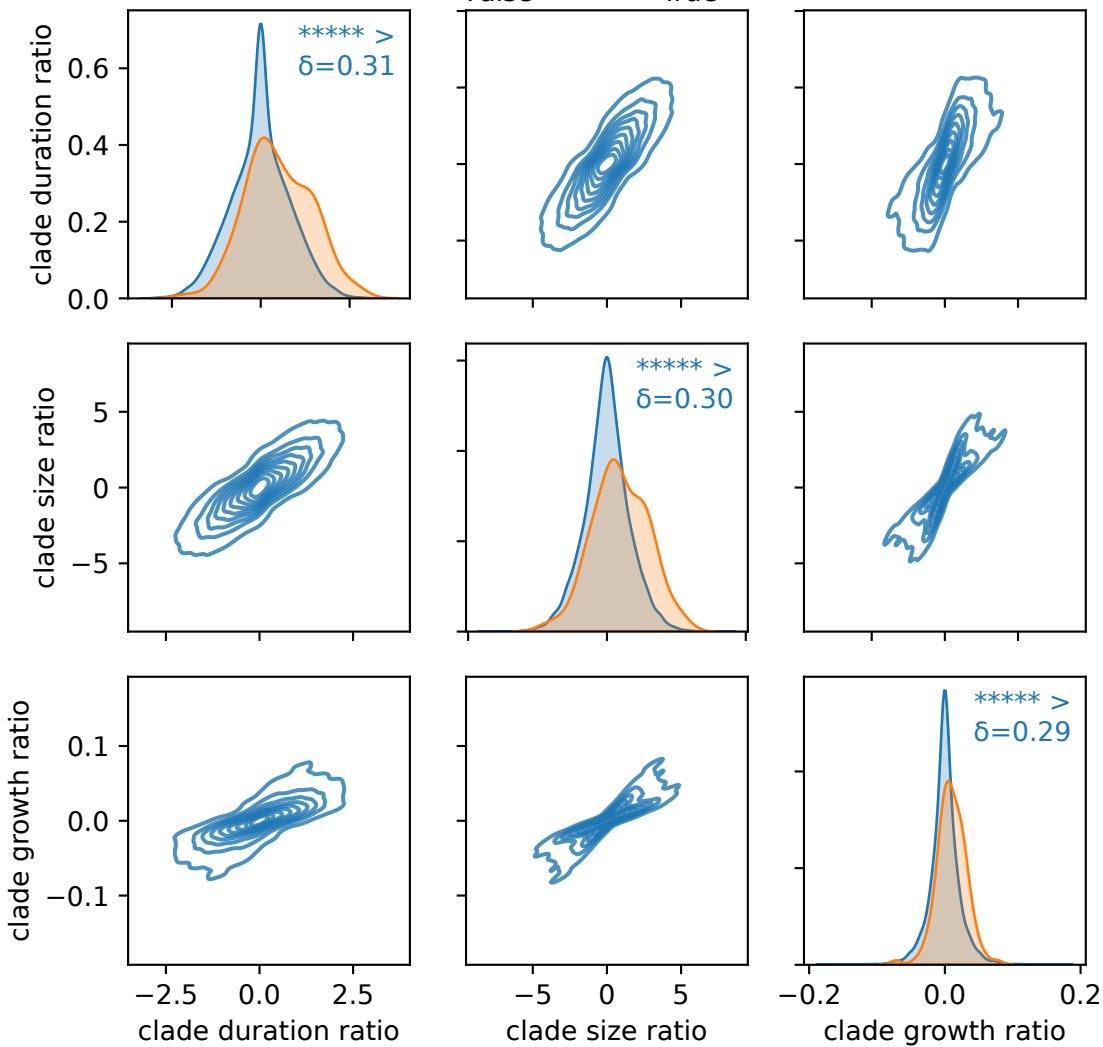 ***** >
δ=0.31
clade duration ratio
0.6
0.4
0.2
0.0
***** >
δ=0.30
clade size ratio
5
0
−5
***** >
δ=0.29
clade growth ratio
0.1
0.0
−0.1
−2.5 0.0 2.5 −5 0 5 −0.2 0.0 0.2
clade duration ratio clade size ratio clade growth ratio